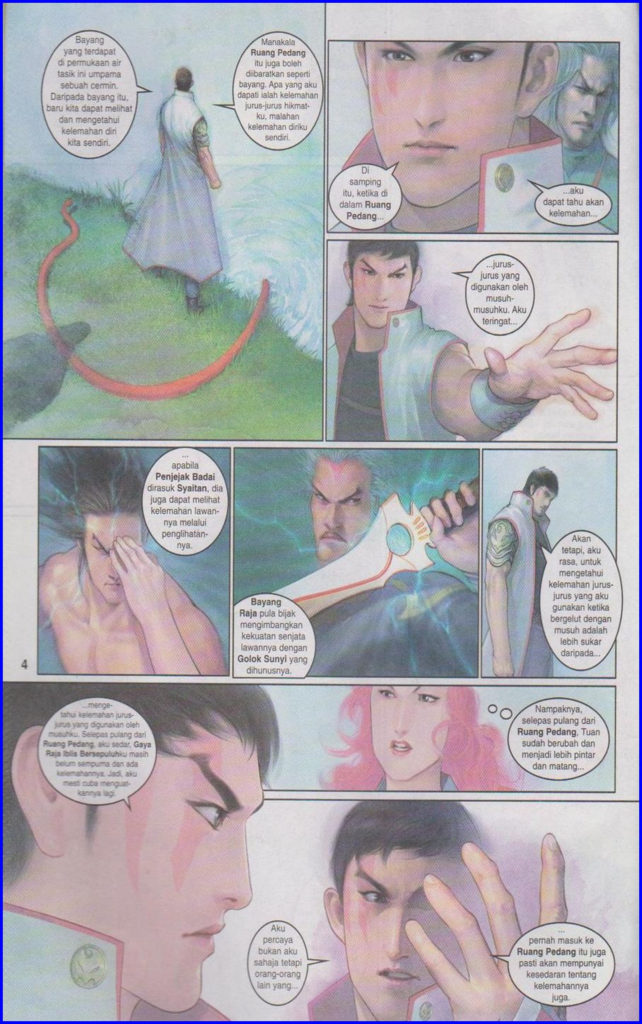 Bayang
yang terdapat
di permukaan air
tasik ini umpama
sebuah cermin.
Daripada bayang itu,
baru kita dapat melihat
dan mengetahui
kelemahan diri
kita sendiri.
Manakala
Ruang Pedang
itu juga boleh
diibaratkan seperti
bayang. Apa yang aku
dapati ialah kelemahan
jurus-jurus hikmat-
ku, malahan
kelemahan diriku
sendiri.
Di
samping
itu, ketika di
dalam Ruang
Pedang...
...aku
dapat tahu akan
kelemahan...
...jurus-
jurus yang
digunakan oleh
musuh-
musuhku. Aku
teringat...
...
apabila
Penjejak Badai
dirasuk Syaitan, dia
juga dapat melihat
kelemahan lawan-
nya melalui
penglihatan-
nya.
Bayang
Raja pula bijak
mengimbangkan
kekuatan senjata
lawannya dengan
Golok Sunyi yang
dihunusnya.
Akan
tetapi, aku
rasa, untuk
mengetahui
kelemahan jurus-
jurus yang aku
gunakan ketika
bergelut dengan
musuh adalah
lebih sukar
daripada...
4
...menge-
tahui kelemahan jurus-
jurus yang digunakan oleh
musuhku. Selepas pulang dari
Ruang Pedang, aku sedar, Gaya
Raja Iblis Bersepuluhku masih
belum sempurna dan ada
kelemahannya. Jadi, aku
mesti cuba menguat-
kannya lagi.
Nampaknya,
selepas pulang dari
Ruang Pedang, Tuan
sudah berubah dan
menjadi lebih pintar
dan matang...
Aku
percaya
bukan aku
sahaja tetapi
orang-orang
lain yang...
...
pernah masuk ke
Ruang Pedang itu juga
pasti akan mempunyai
kesedaran tentang
kelemahannya
juga.